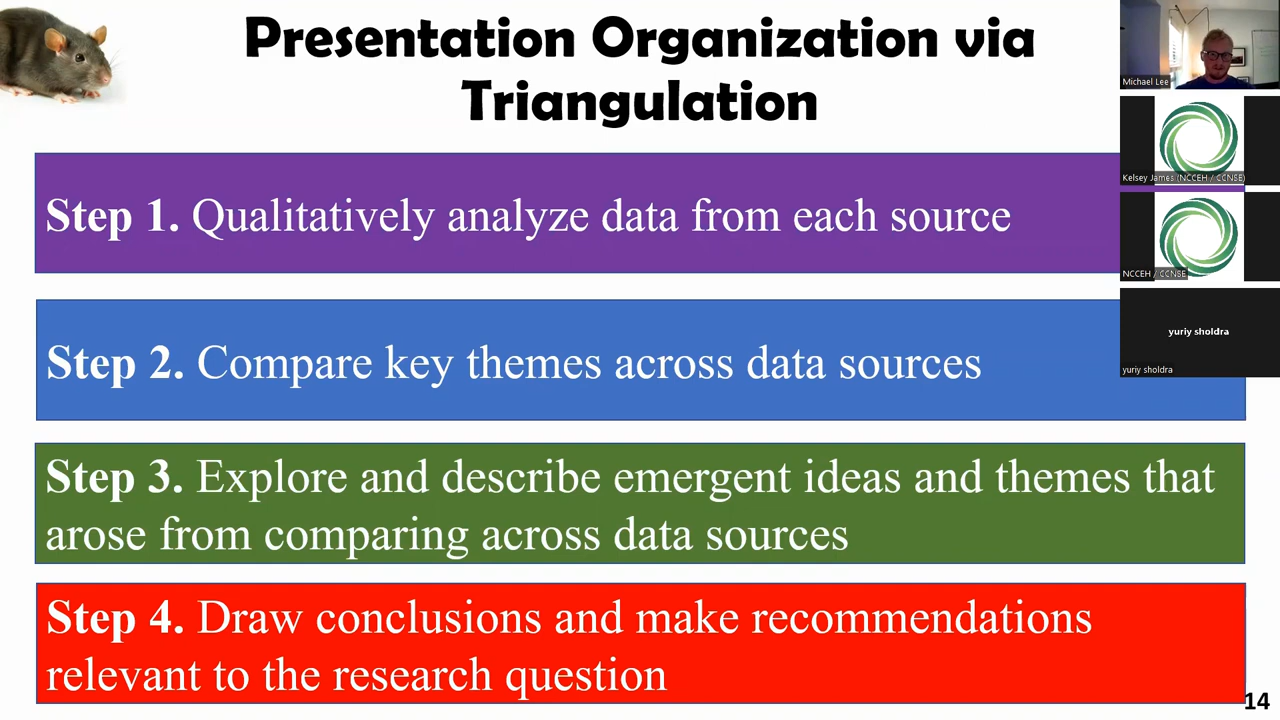 Presentation Organization via
Triangulation
Step 1. Qualitatively analyze data from each source
Step 2. Compare key themes across data sources
Step 3. Explore and describe emergent ideas and themes that
arose from comparing across data sources
Step 4. Draw conclusions and make recommendations
relevant to the research question
14
Michael Lee
Kelsey James (NCCEH / CCNSE)
NCCEH / CCNSE
yuriy sholdra
yuriy sholdra